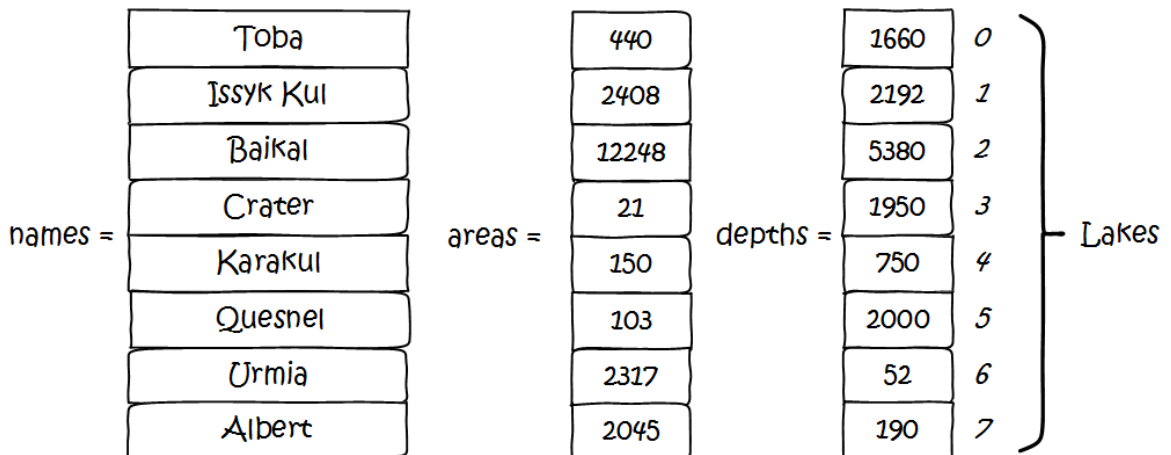 Toba 440 1660 0
Issyk Kul 2408 2192 1
Baikal 12248 5380 2
Crater 21 1950 3
names = areas = depths = Lakes
Karakul 150 750 4
Quesnel 103 2000 5
Urmia 2317 52 6
Albert 2045 190 7